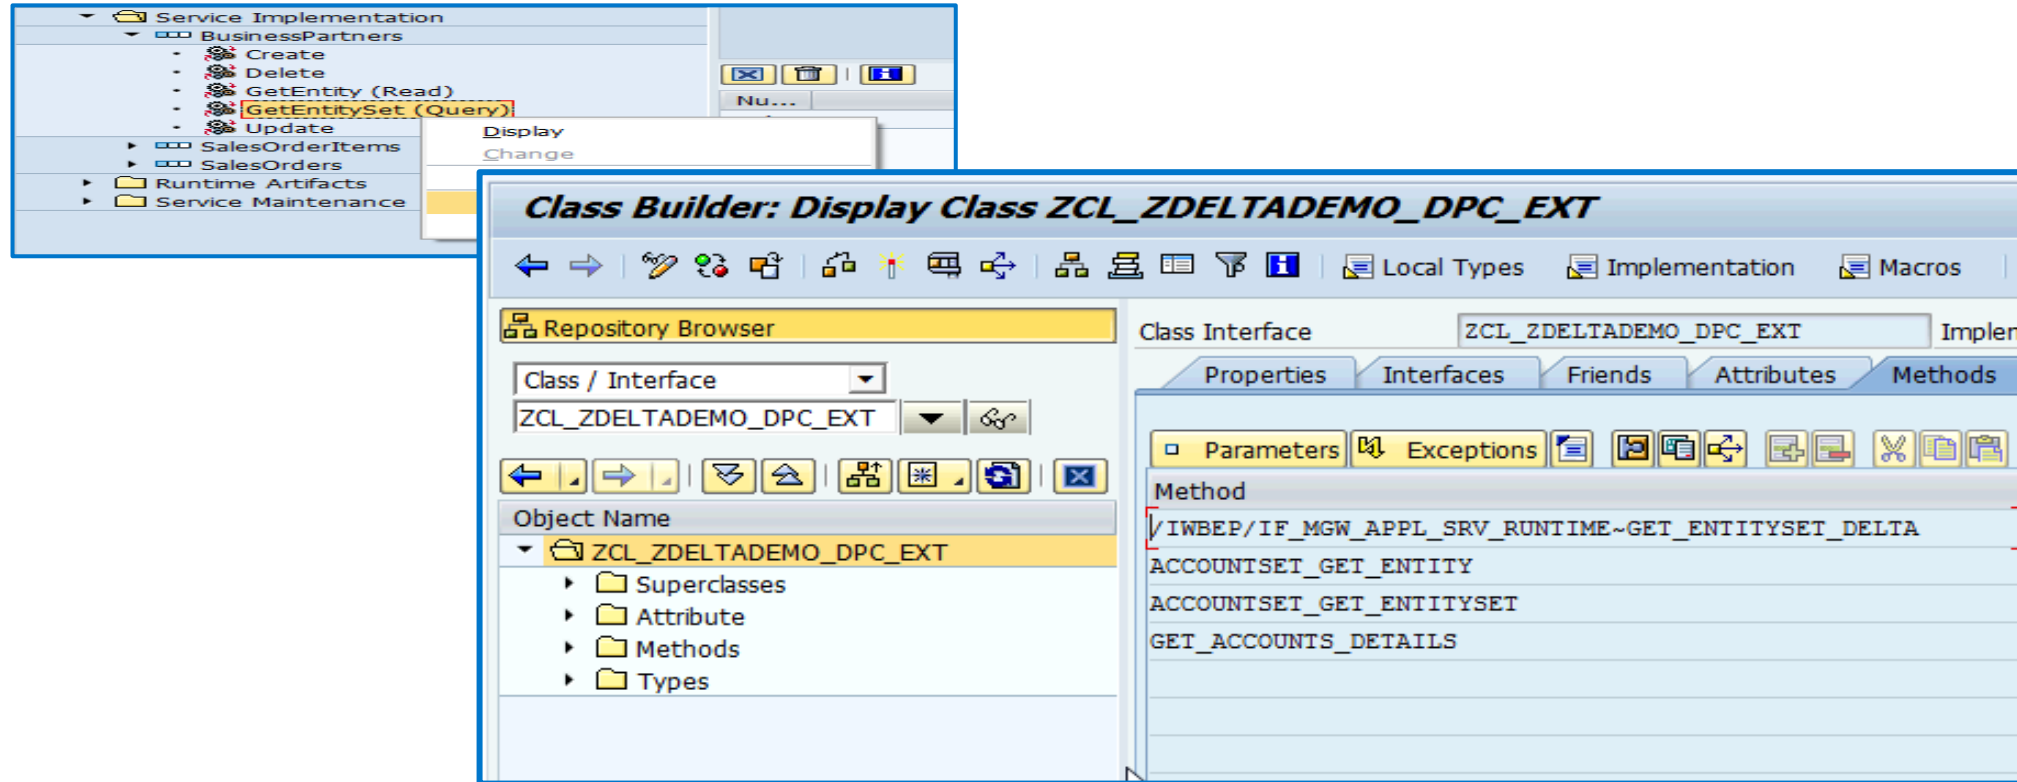 Service Implementation
BusinessPartners
Create
Delete
GetEntity (Read)
GetEntitySet (Query)
Update
SalesOrderItems
SalesOrders
Runtime Artifacts
Service Maintenance
Nu...
Display
Change
Class Builder: Display Class ZCL_ZDELTADEMO_DPC_EXT
Local Types Implementation Macros
Repository Browser
Class / Interface
ZCL_ZDELTADEMO_DPC_EXT
Object Name
ZCL_ZDELTADEMO_DPC_EXT
Superclasses
Attribute
Methods
Types
Class Interface ZCL_ZDELTADEMO_DPC_EXT Implem
Properties Interfaces Friends Attributes Methods
Parameters Exceptions
Method
/IWBEP/IF_MGW_APPL_SRV_RUNTIME~GET_ENTITYSET_DELTA
ACCOUNTSET_GET_ENTITY
ACCOUNTSET_GET_ENTITYSET
GET_ACCOUNTS_DETAILS